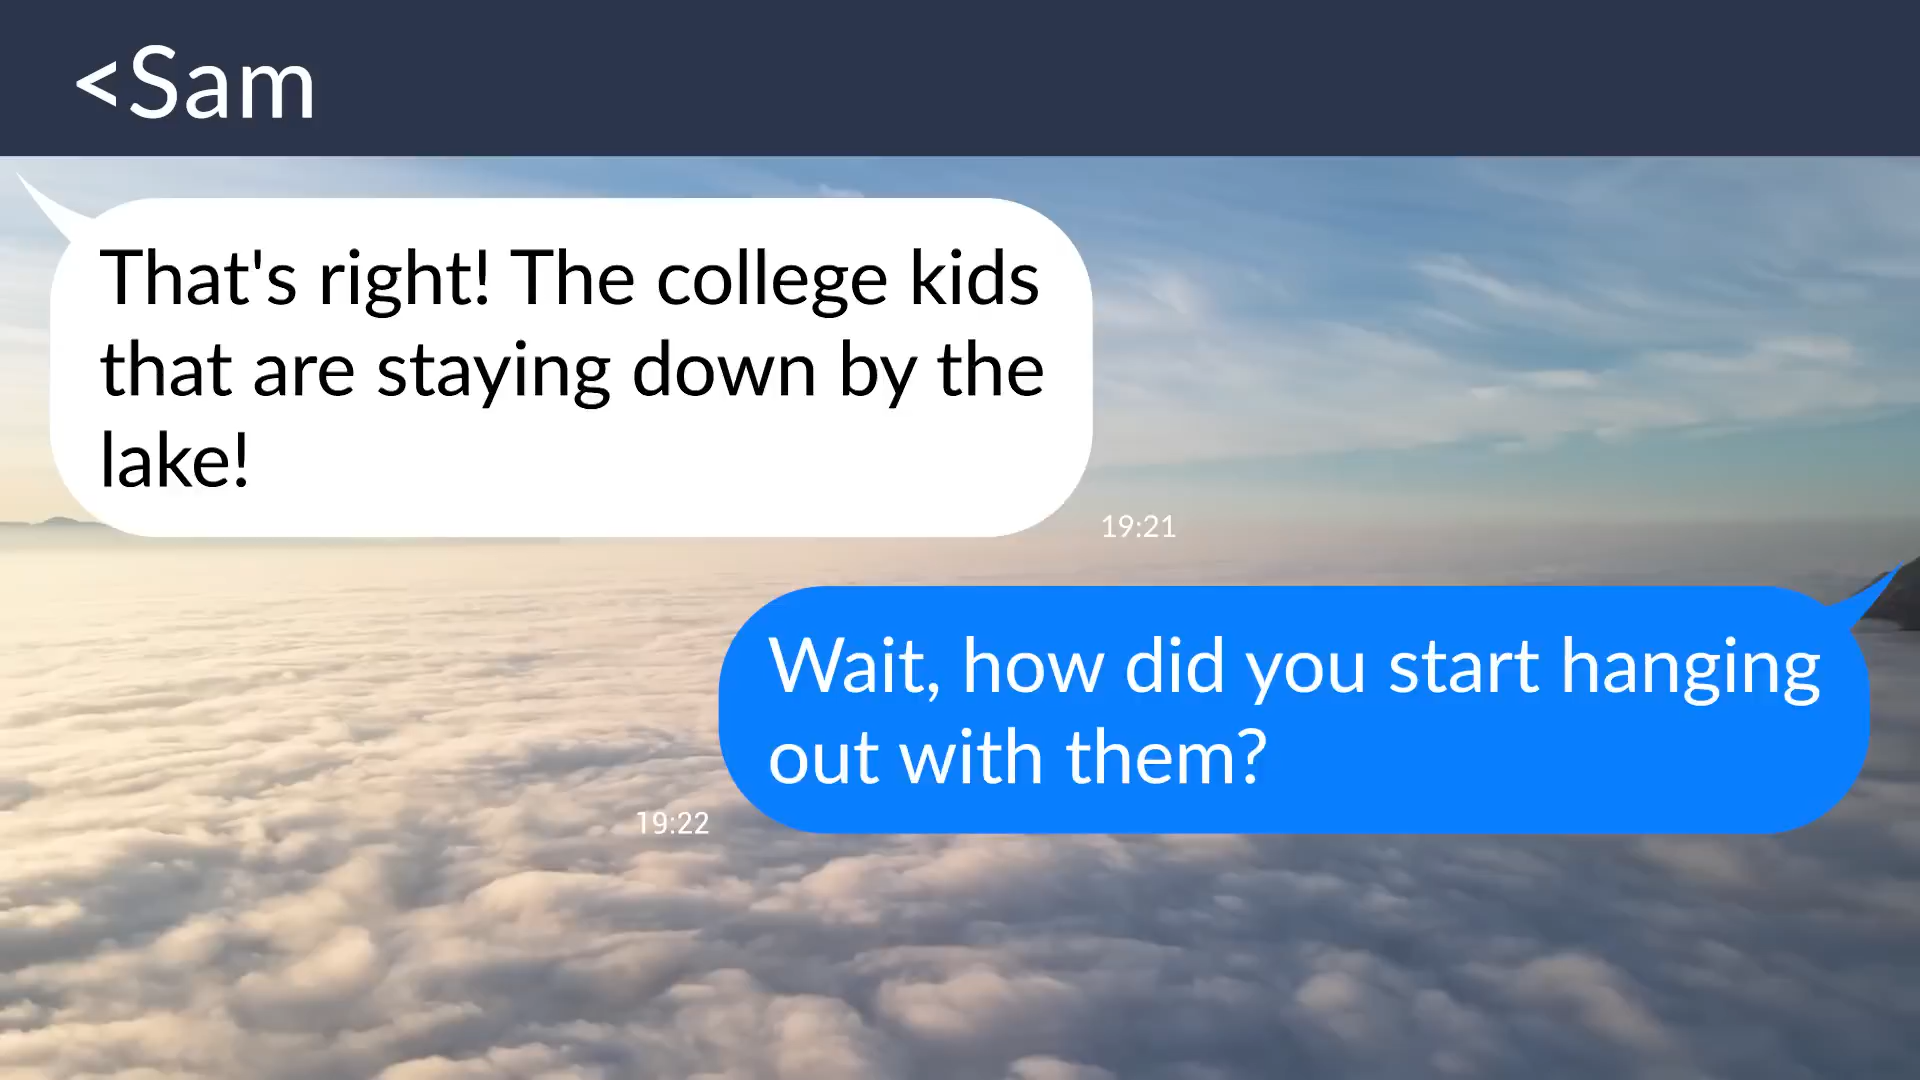 <Sam
That's right! The college kids
that are staying down by the
lake!
19:21
Wait, how did you start hanging
out with them?
19:22